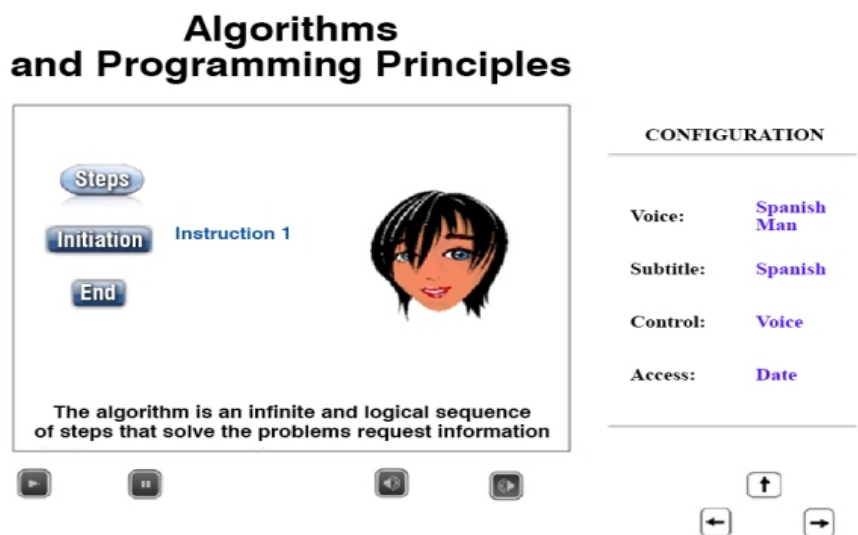 Algorithms
and Programming Principles
Steps
Initiation
Instruction 1
End
The algorithm is an infinite and logical sequence
of steps that solve the problems request information
CONFIGURATION
Voice: Spanish
Man
Subtitle: Spanish
Control: Voice
Access: Date